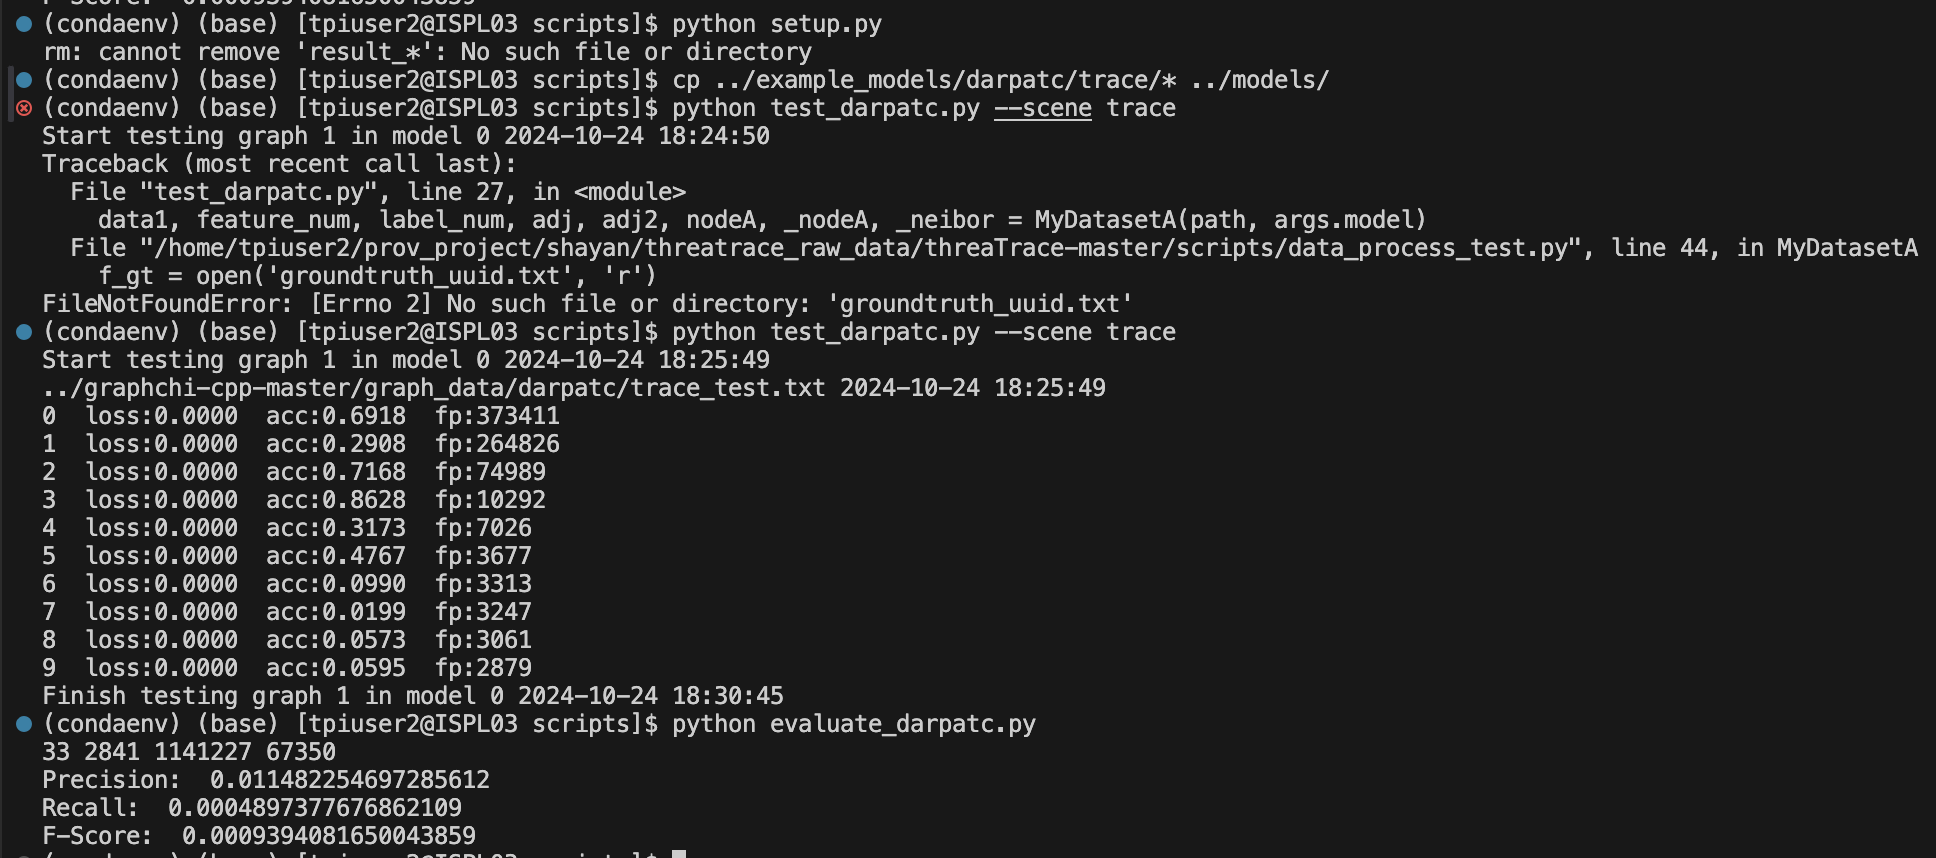 F-Score:  0.0009394081650043859
(condaenv) (base) [tpiuser2@ISPL03 scripts]$ python setup.py
rm: cannot remove 'result_*': No such file or directory
(condaenv) (base) [tpiuser2@ISPL03 scripts]$ cp ../example_models/darpatc/trace/* ../models/
(condaenv) (base) [tpiuser2@ISPL03 scripts]$ python test_darpatc.py --scene trace
Start testing graph 1 in model 0 2024-10-24 18:24:50
Traceback (most recent call last):
  File "test_darpatc.py", line 27, in <module>
    data1, feature_num, label_num, adj, adj2, nodeA, _nodeA, _neibor = MyDatasetA(path, args.model)
  File "/home/tpiuser2/prov_project/shayan/threatrace_raw_data/threaTrace-master/scripts/data_process_test.py", line 44, in MyDatasetA
    f_gt = open('groundtruth_uuid.txt', 'r')
FileNotFoundError: [Errno 2] No such file or directory: 'groundtruth_uuid.txt'
(condaenv) (base) [tpiuser2@ISPL03 scripts]$ python test_darpatc.py --scene trace
Start testing graph 1 in model 0 2024-10-24 18:25:49
../graphchi-cpp-master/graph_data/darpatc/trace_test.txt 2024-10-24 18:25:49
0  loss:0.0000  acc:0.6918  fp:373411
1  loss:0.0000  acc:0.2908  fp:264826
2  loss:0.0000  acc:0.7168  fp:74989
3  loss:0.0000  acc:0.8628  fp:10292
4  loss:0.0000  acc:0.3173  fp:7026
5  loss:0.0000  acc:0.4767  fp:3677
6  loss:0.0000  acc:0.0990  fp:3313
7  loss:0.0000  acc:0.0199  fp:3247
8  loss:0.0000  acc:0.0573  fp:3061
9  loss:0.0000  acc:0.0595  fp:2879
Finish testing graph 1 in model 0 2024-10-24 18:30:45
(condaenv) (base) [tpiuser2@ISPL03 scripts]$ python evaluate_darpatc.py
33 2841 1141227 67350
Precision:  0.011482254697285612
Recall:  0.0004897377676862109
F-Score:  0.0009394081650043859
(condaenv) (base) [tpiuser2@ISPL03 scripts]$